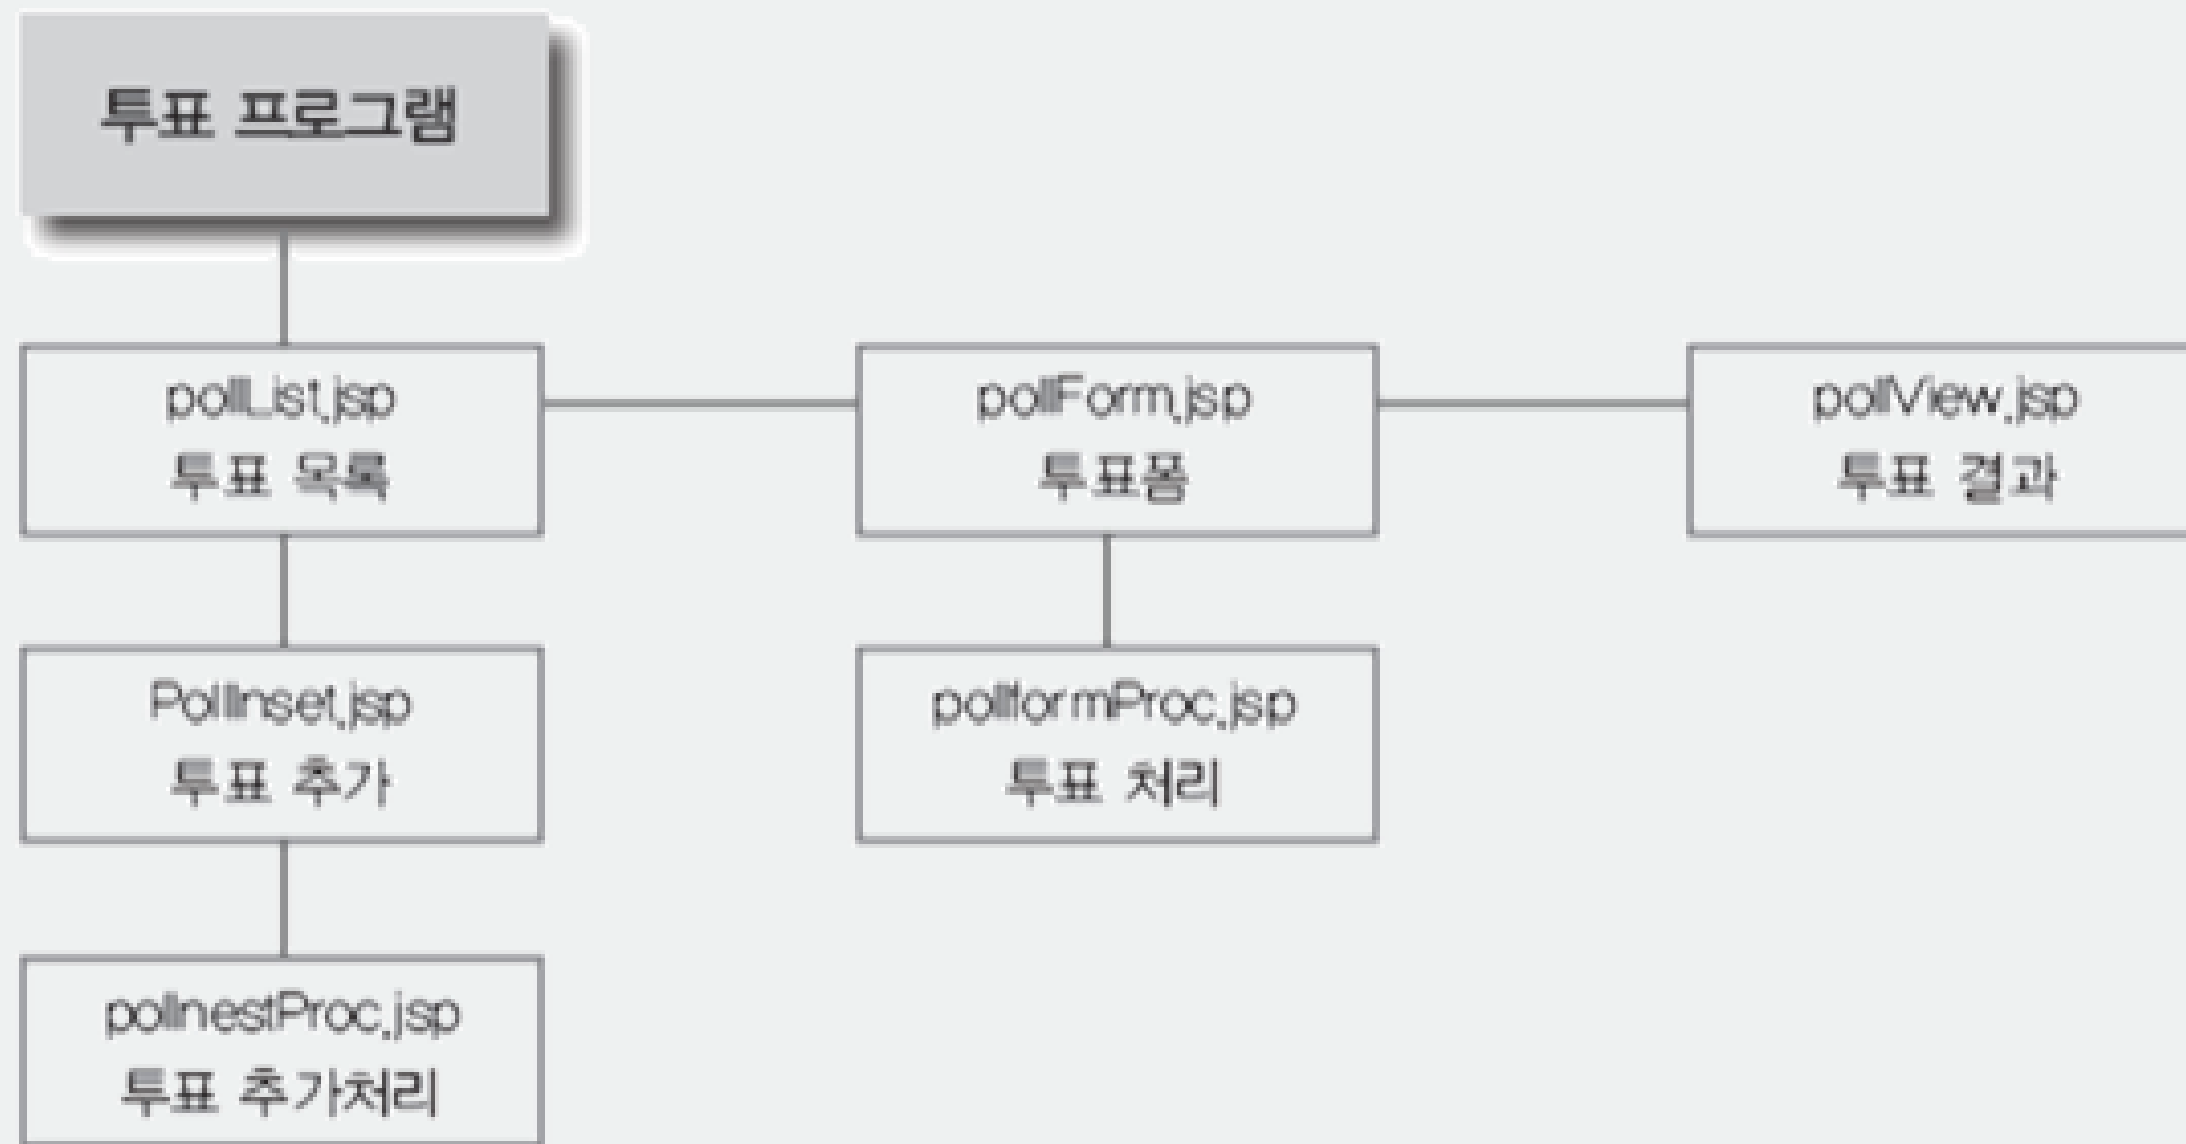 투표 프로그램
pollList.jsp
투표 목록
pollForm.jsp
투표폼
pollView.jsp
투표 결과
PollInset.jsp
투표 추가
pollformProc.jsp
투표 처리
pollnestProc.jsp
투표 추가처리